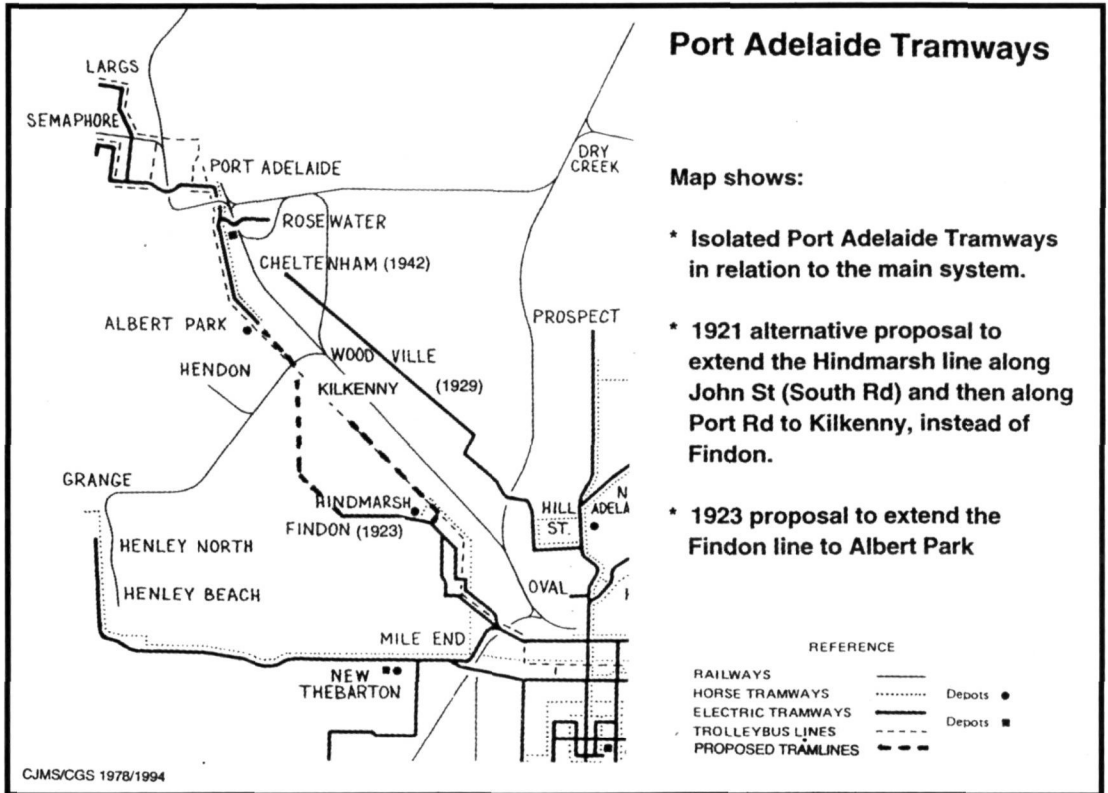 Port Adelaide Tramways
LARGS
SEMAPHORE
PORT ADELAIDE
DRY
CREEK
Map shows:
ROSEWATER
* Isolated Port Adelaide Tramways
in relation to the main system.
CHELTENHAM (1942)
ALBERT PARK
PROSPECT
* 1921 alternative proposal to
extend the Hindmarsh line along
John St (South Rd) and then along
Port Rd to Kilkenny, instead of
Findon.
HENDON
WOOD VILLE
KILKENNY
(1929)
GRANGE
HINDMARSH
FINDON (1923)
HILL
ST.
N
ADELA
* 1923 proposal to extend the
Findon line to Albert Park
HENLEY NORTH
HENLEY BEACH
OVAL
MILE END
NEW
THEBARTON
REFERENCE
RAILWAYS
HORSE TRAMWAYS Depots
ELECTRIC TRAMWAYS
Depots
TROLLEYBUS LINES
PROPOSED TRAMLINES
CJMS/CGS 1978/1994